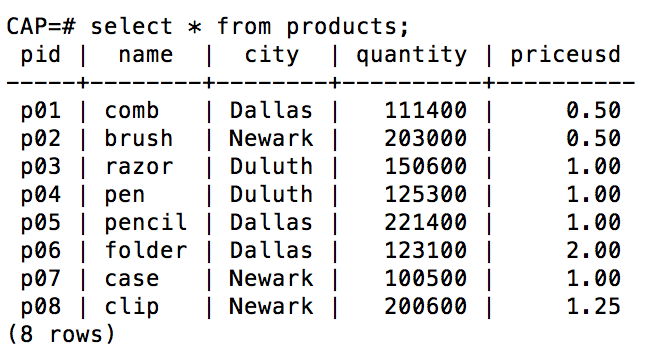 CAP=# select * from products;
 pid |  name  |  city  | quantity | priceusd
-----+--------+--------+----------+----------
 p01 | comb   | Dallas |   111400 |     0.50
 p02 | brush  | Newark |   203000 |     0.50
 p03 | razor  | Duluth |   150600 |     1.00
 p04 | pen    | Duluth |   125300 |     1.00
 p05 | pencil | Dallas |   221400 |     1.00
 p06 | folder | Dallas |   123100 |     2.00
 p07 | case   | Newark |   100500 |     1.00
 p08 | clip   | Newark |   200600 |     1.25
(8 rows)